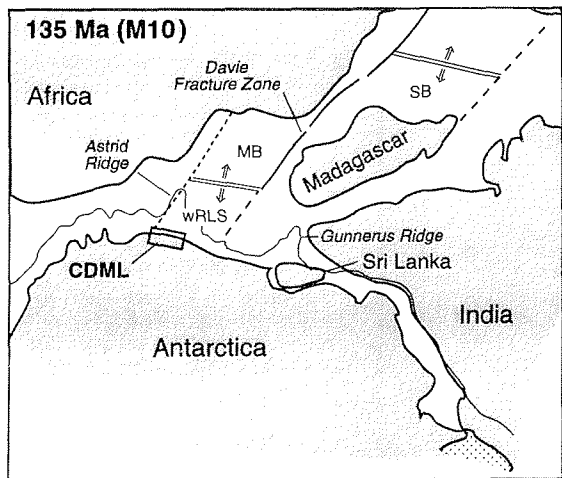 135 Ma (M10)
Africa
Davie
Fracture Zone
SB
Astrid
Ridge
MB
Madagascar
wRLS
Gunnerus Ridge
CDML
Sri Lanka
India
Antarctica